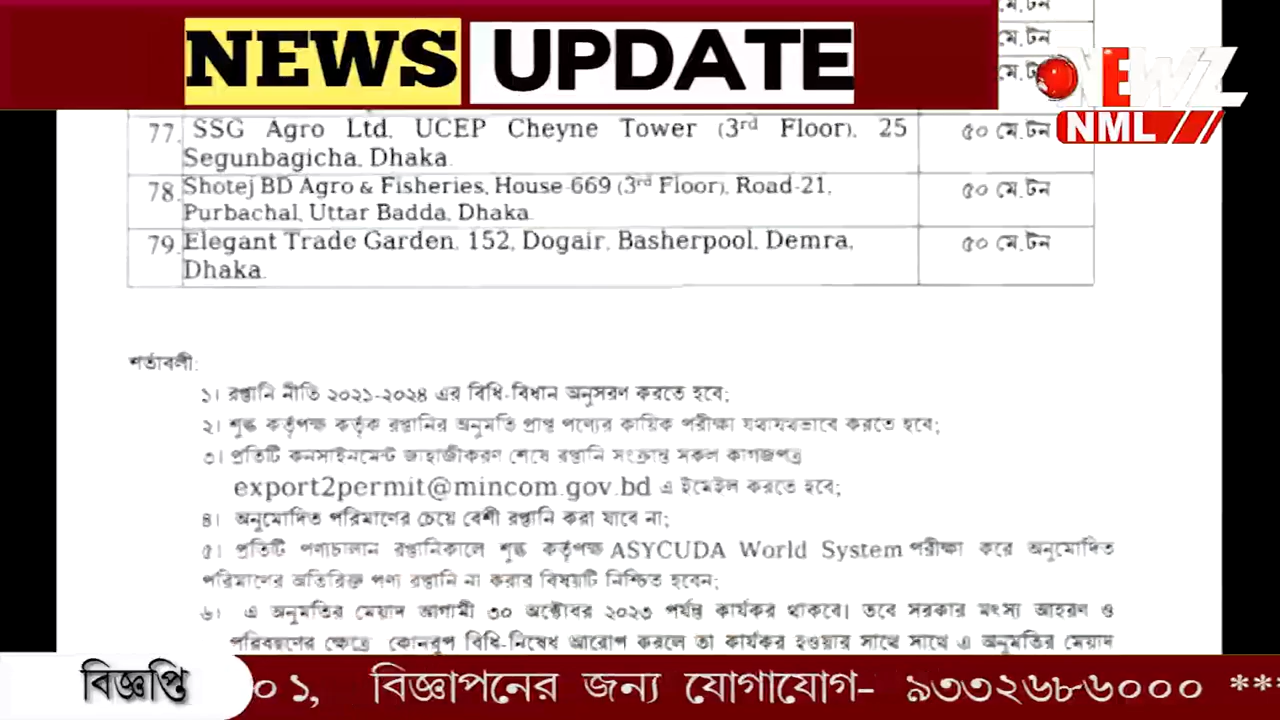 মে.টন
NEWS UPDATE
মে.টন
NEWZ
NML
77. SSG Agro Ltd, UCEP Cheyne Tower (3rd Floor), 25 ৫০ মে.টন
Segunbagicha, Dhaka.
78. Shotej BD Agro & Fisheries, House-669 (3rd Floor), Road-21, ৫০ মে.টন
Purbachal, Uttar Badda, Dhaka.
79. Elegant Trade Garden, 152, Dogair, Basherpool, Demra, ৫০ মে.টন
Dhaka.
শর্তাবলী:
১। রপ্তানি নীতি ২০২১-২০২৪ এর বিধি-বিধান অনুসরণ করতে হবে;
২। শুল্ক কর্তৃপক্ষ কর্তৃক রপ্তানির অনুমতি প্রাপ্ত পণ্যের কায়িক পরীক্ষা যথাযথভাবে করতে হবে;
৩। প্রতিটি কনসাইনমেন্ট জাহাজীকরণ শেষে রপ্তানি সংক্রান্ত সকল কাগজপত্র
export2permit@mincom.gov.bd এ ইমেইল করতে হবে;
৪। অনুমোদিত পরিমাণের চেয়ে বেশী রপ্তানি করা যাবে না;
৫। প্রতিটি পণ্যচালান রপ্তানিকালে শুল্ক কর্তৃপক্ষ ASYCUDA World System পরীক্ষা করে অনুমোদিত
পরিমাণের অতিরিক্ত পণ্য রপ্তানি না করার বিষয়টি নিশ্চিত হবেন;
৬। এ অনুমতির মেয়াদ আগামী ৩০ অক্টোবর ২০২৩ পর্যন্ত কার্যকর থাকবে। তবে সরকার মৎস্য আহরণ ও
পরিবহণের ক্ষেত্রে কোনরূপ বিধি-নিষেধ আরোপ করলে তা কার্যকর হওয়ার সাথে সাথে এ অনুমতির মেয়াদ
বিজ্ঞপ্তি ০১, বিজ্ঞাপনের জন্য যোগাযোগ- ৯৩৩২৬৮৬০০০ ***